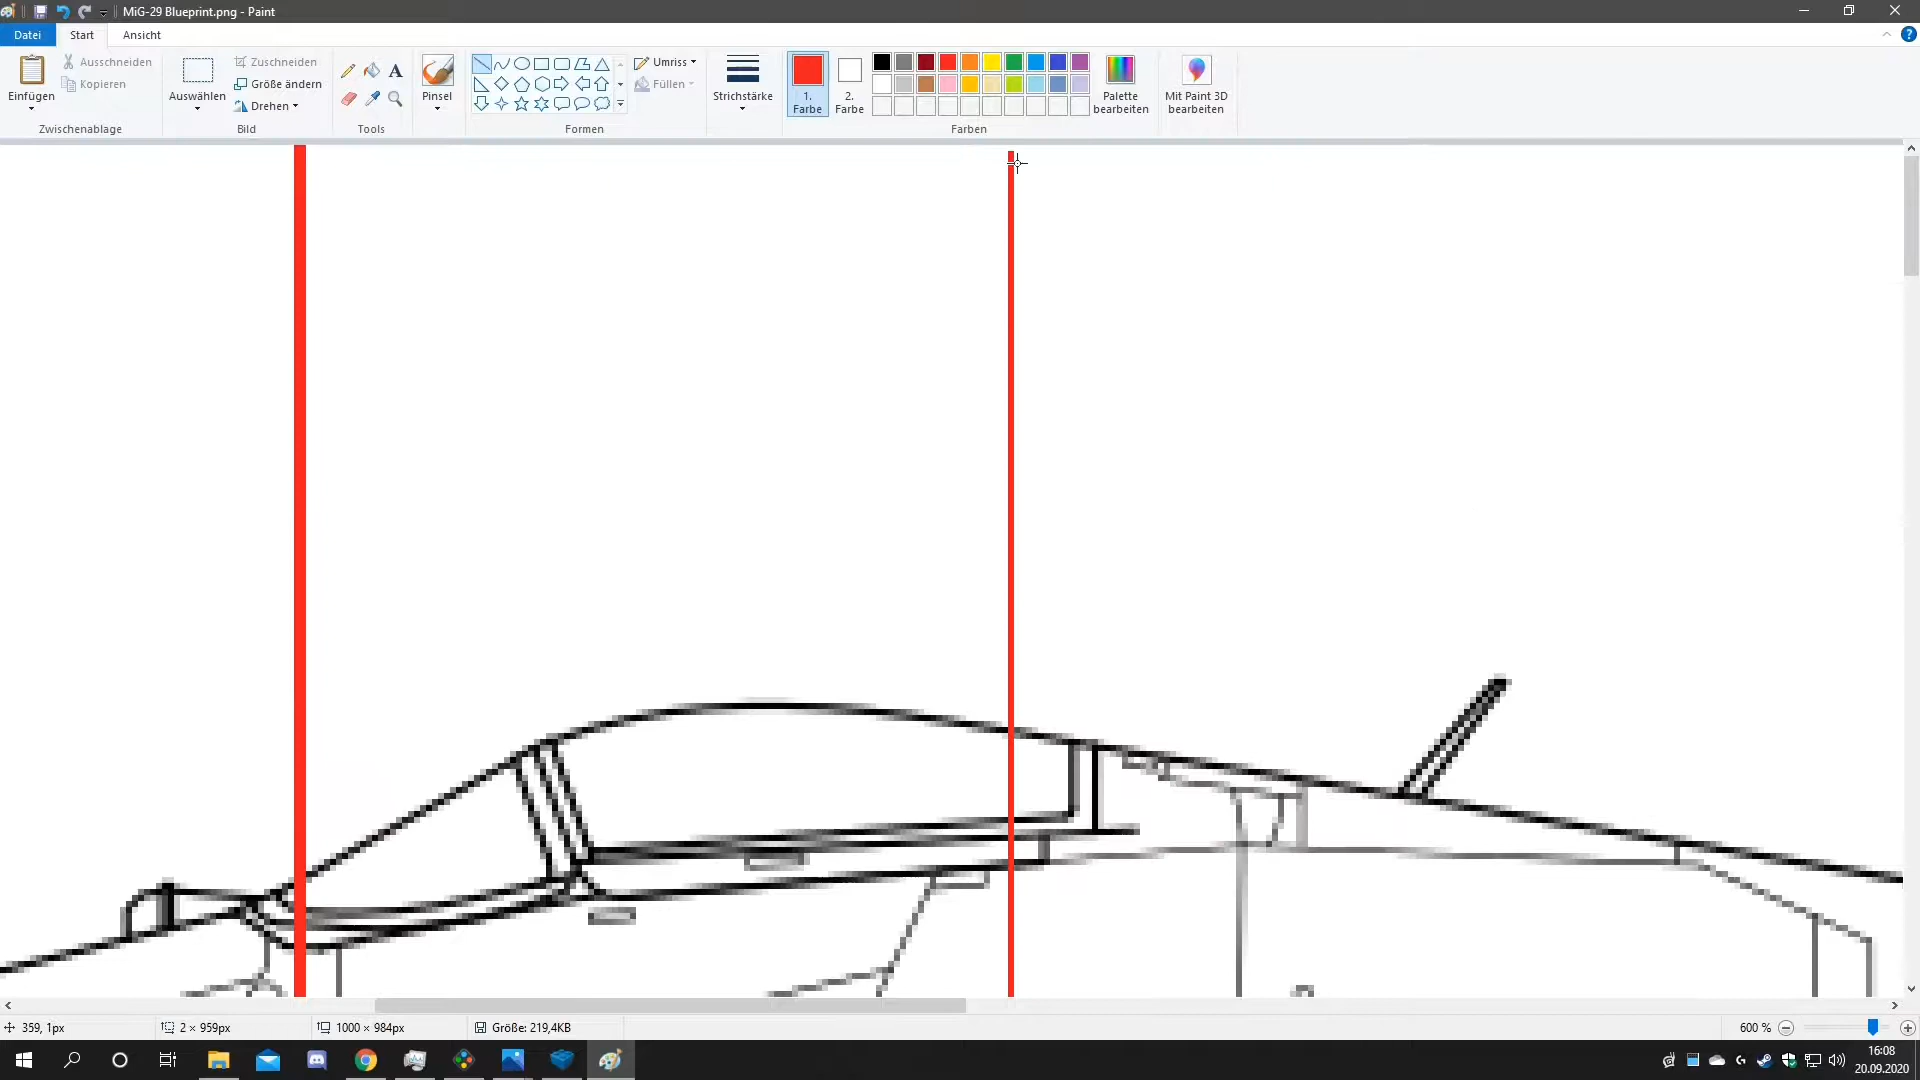 MiG-29 Blueprint.png - Paint
Datei Start Ansicht
Einfügen
Ausschneiden
Kopieren
Zwischenablage
Auswählen
Zuschneiden
Größe ändern
Drehen
Bild
A
Tools
Pinsel
Umriss
Füllen
Formen
Strichstärke
1.
Farbe
2.
Farbe
Palette
bearbeiten
Farben
Mit Paint 3D
bearbeiten
359, 1px
2 × 959px
1000 × 984px
Größe: 219,4KB
600 %
16:08
20.09.2020